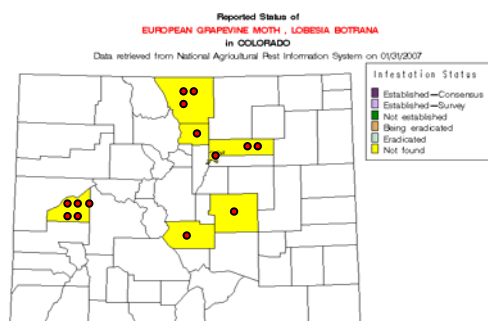 Reported Status of
EUROPEAN GRAPEVINE MOTH , LOBESIA BOTRANA
in COLORADO
Data retrieved from National Agricultural Pest Information System on 01/31/2007
Infestation Status
Established—Consensus
Established—Survey
Not established
Being eradicated
Eradicated
Not found